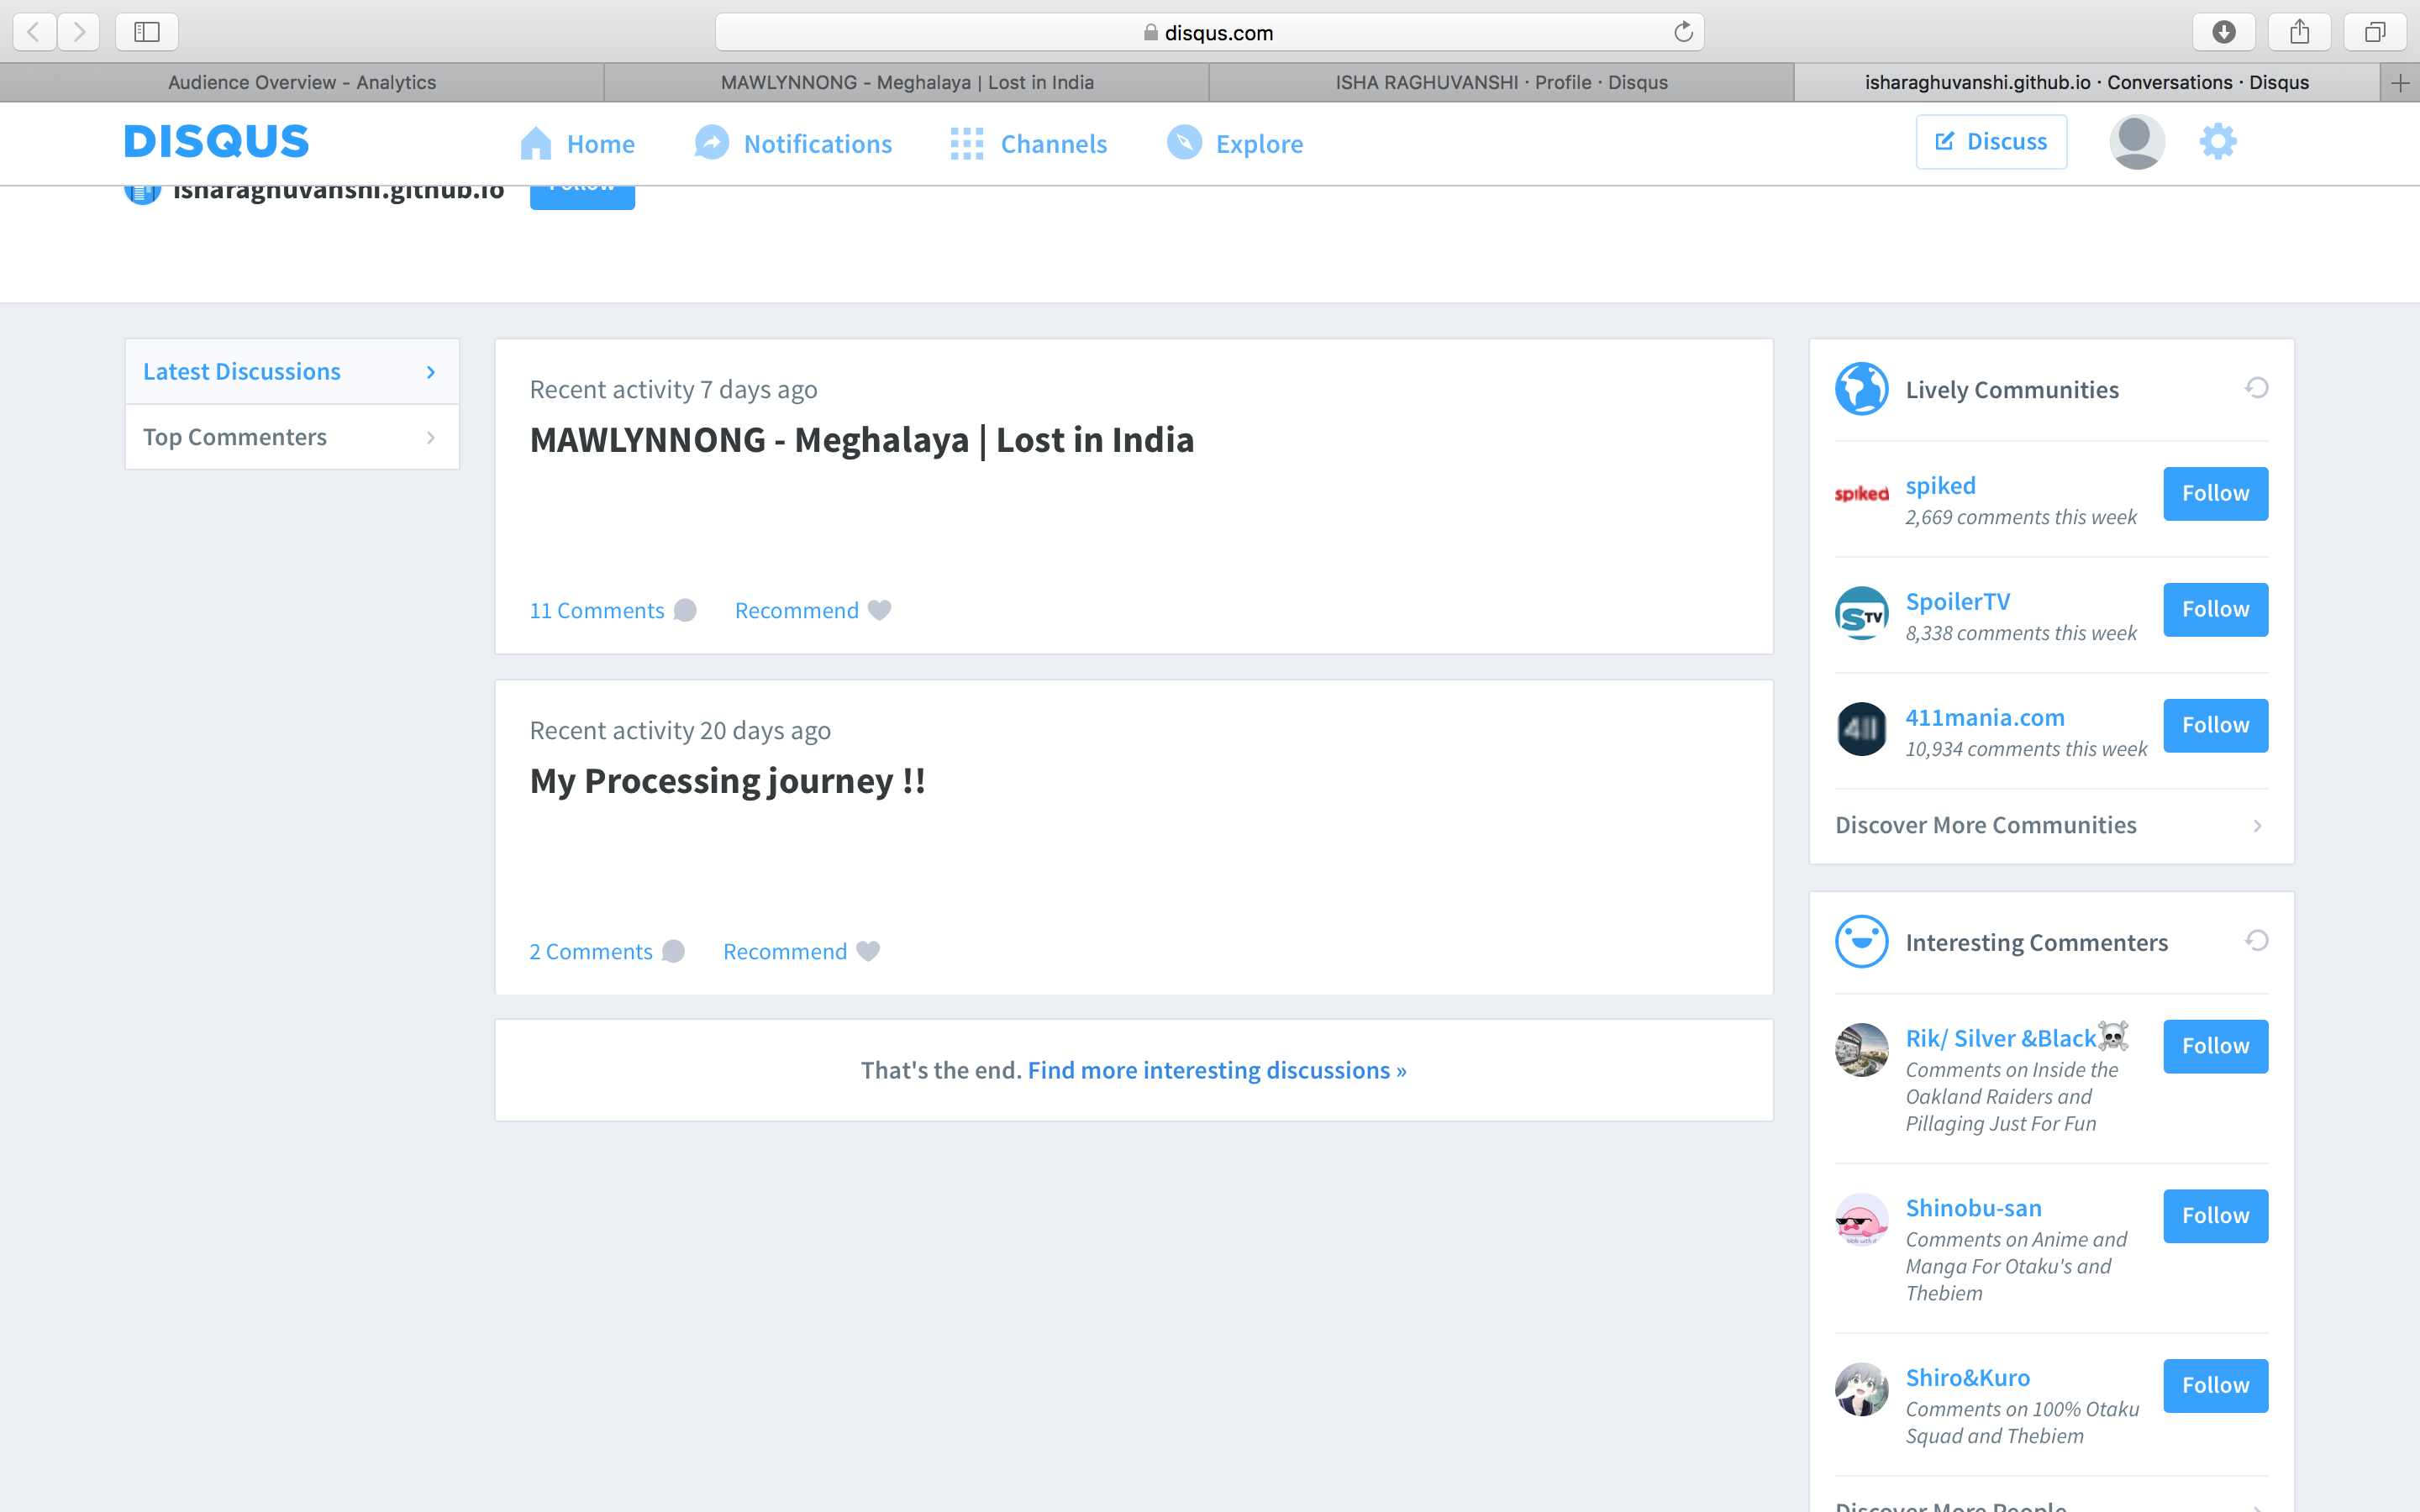 disqus.com
Audience Overview - Analytics
MAWLYNNONG - Meghalaya | Lost in India
ISHA RAGHUVANSHI · Profile · Disqus
isharaghuvanshi.github.io · Conversations · Disqus
DISQUS
Home
Notifications
Channels
Explore
Discuss
isharaghuvanshi.github.io
Follow
Latest Discussions
Top Commenters
Recent activity 7 days ago
MAWLYNNONG - Meghalaya | Lost in India
11 Comments
Recommend
Recent activity 20 days ago
My Processing journey !!
2 Comments
Recommend
That's the end. Find more interesting discussions »
Lively Communities
spiked
spiked
2,669 comments this week
Follow
STV
SpoilerTV
8,338 comments this week
Follow
411
411mania.com
10,934 comments this week
Follow
Discover More Communities
Interesting Commenters
Rik/ Silver &Black☠
Comments on Inside the
Oakland Raiders and
Pillaging Just For Fun
Follow
Shinobu-san
Comments on Anime and
Manga For Otaku's and
Thebiem
Follow
Shiro&Kuro
Comments on 100% Otaku
Squad and Thebiem
Follow
Discover More People